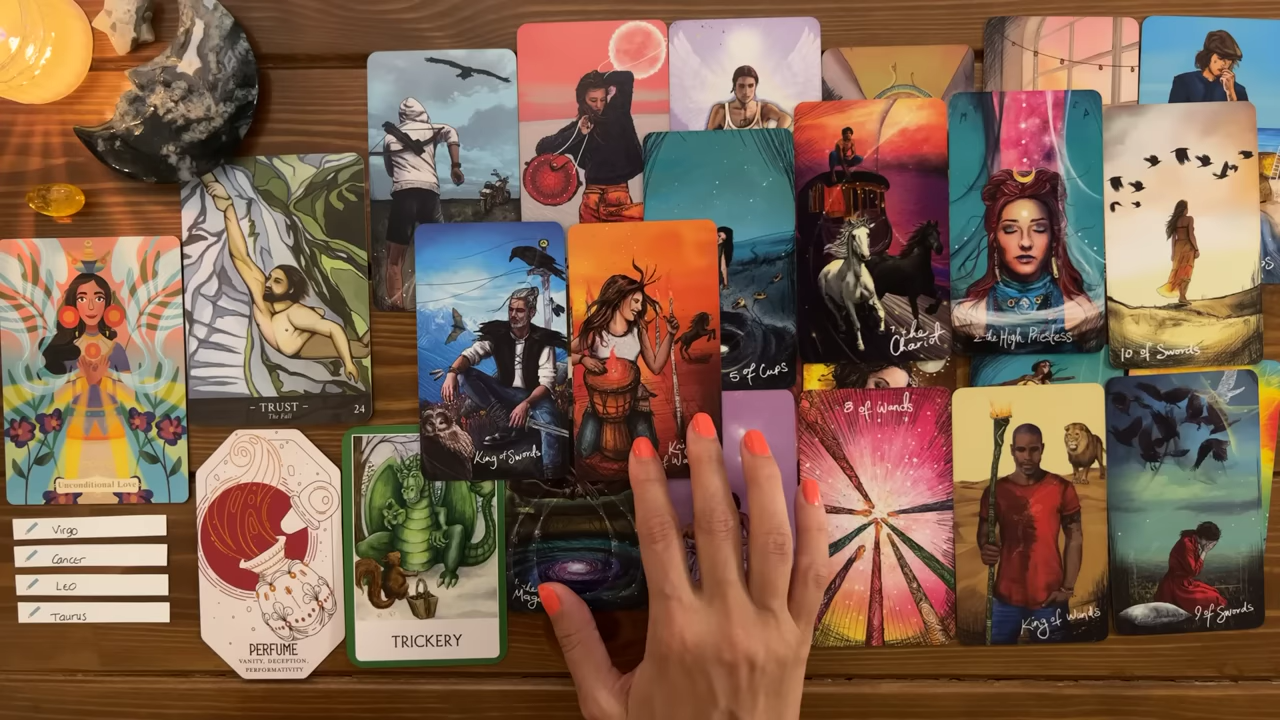 5 of Cups
7 the
Chariot
2 the High Priestess
10 of Swords
- TRUST -
The Fall
24
King of Swords
8 of Wands
King of Wands
9 of Swords
Unconditional Love
Virgo
Cancer
LEO
Taurus
PERFUME
VANITY, DECEPTION,
PERFORMATIVITY
TRICKERY